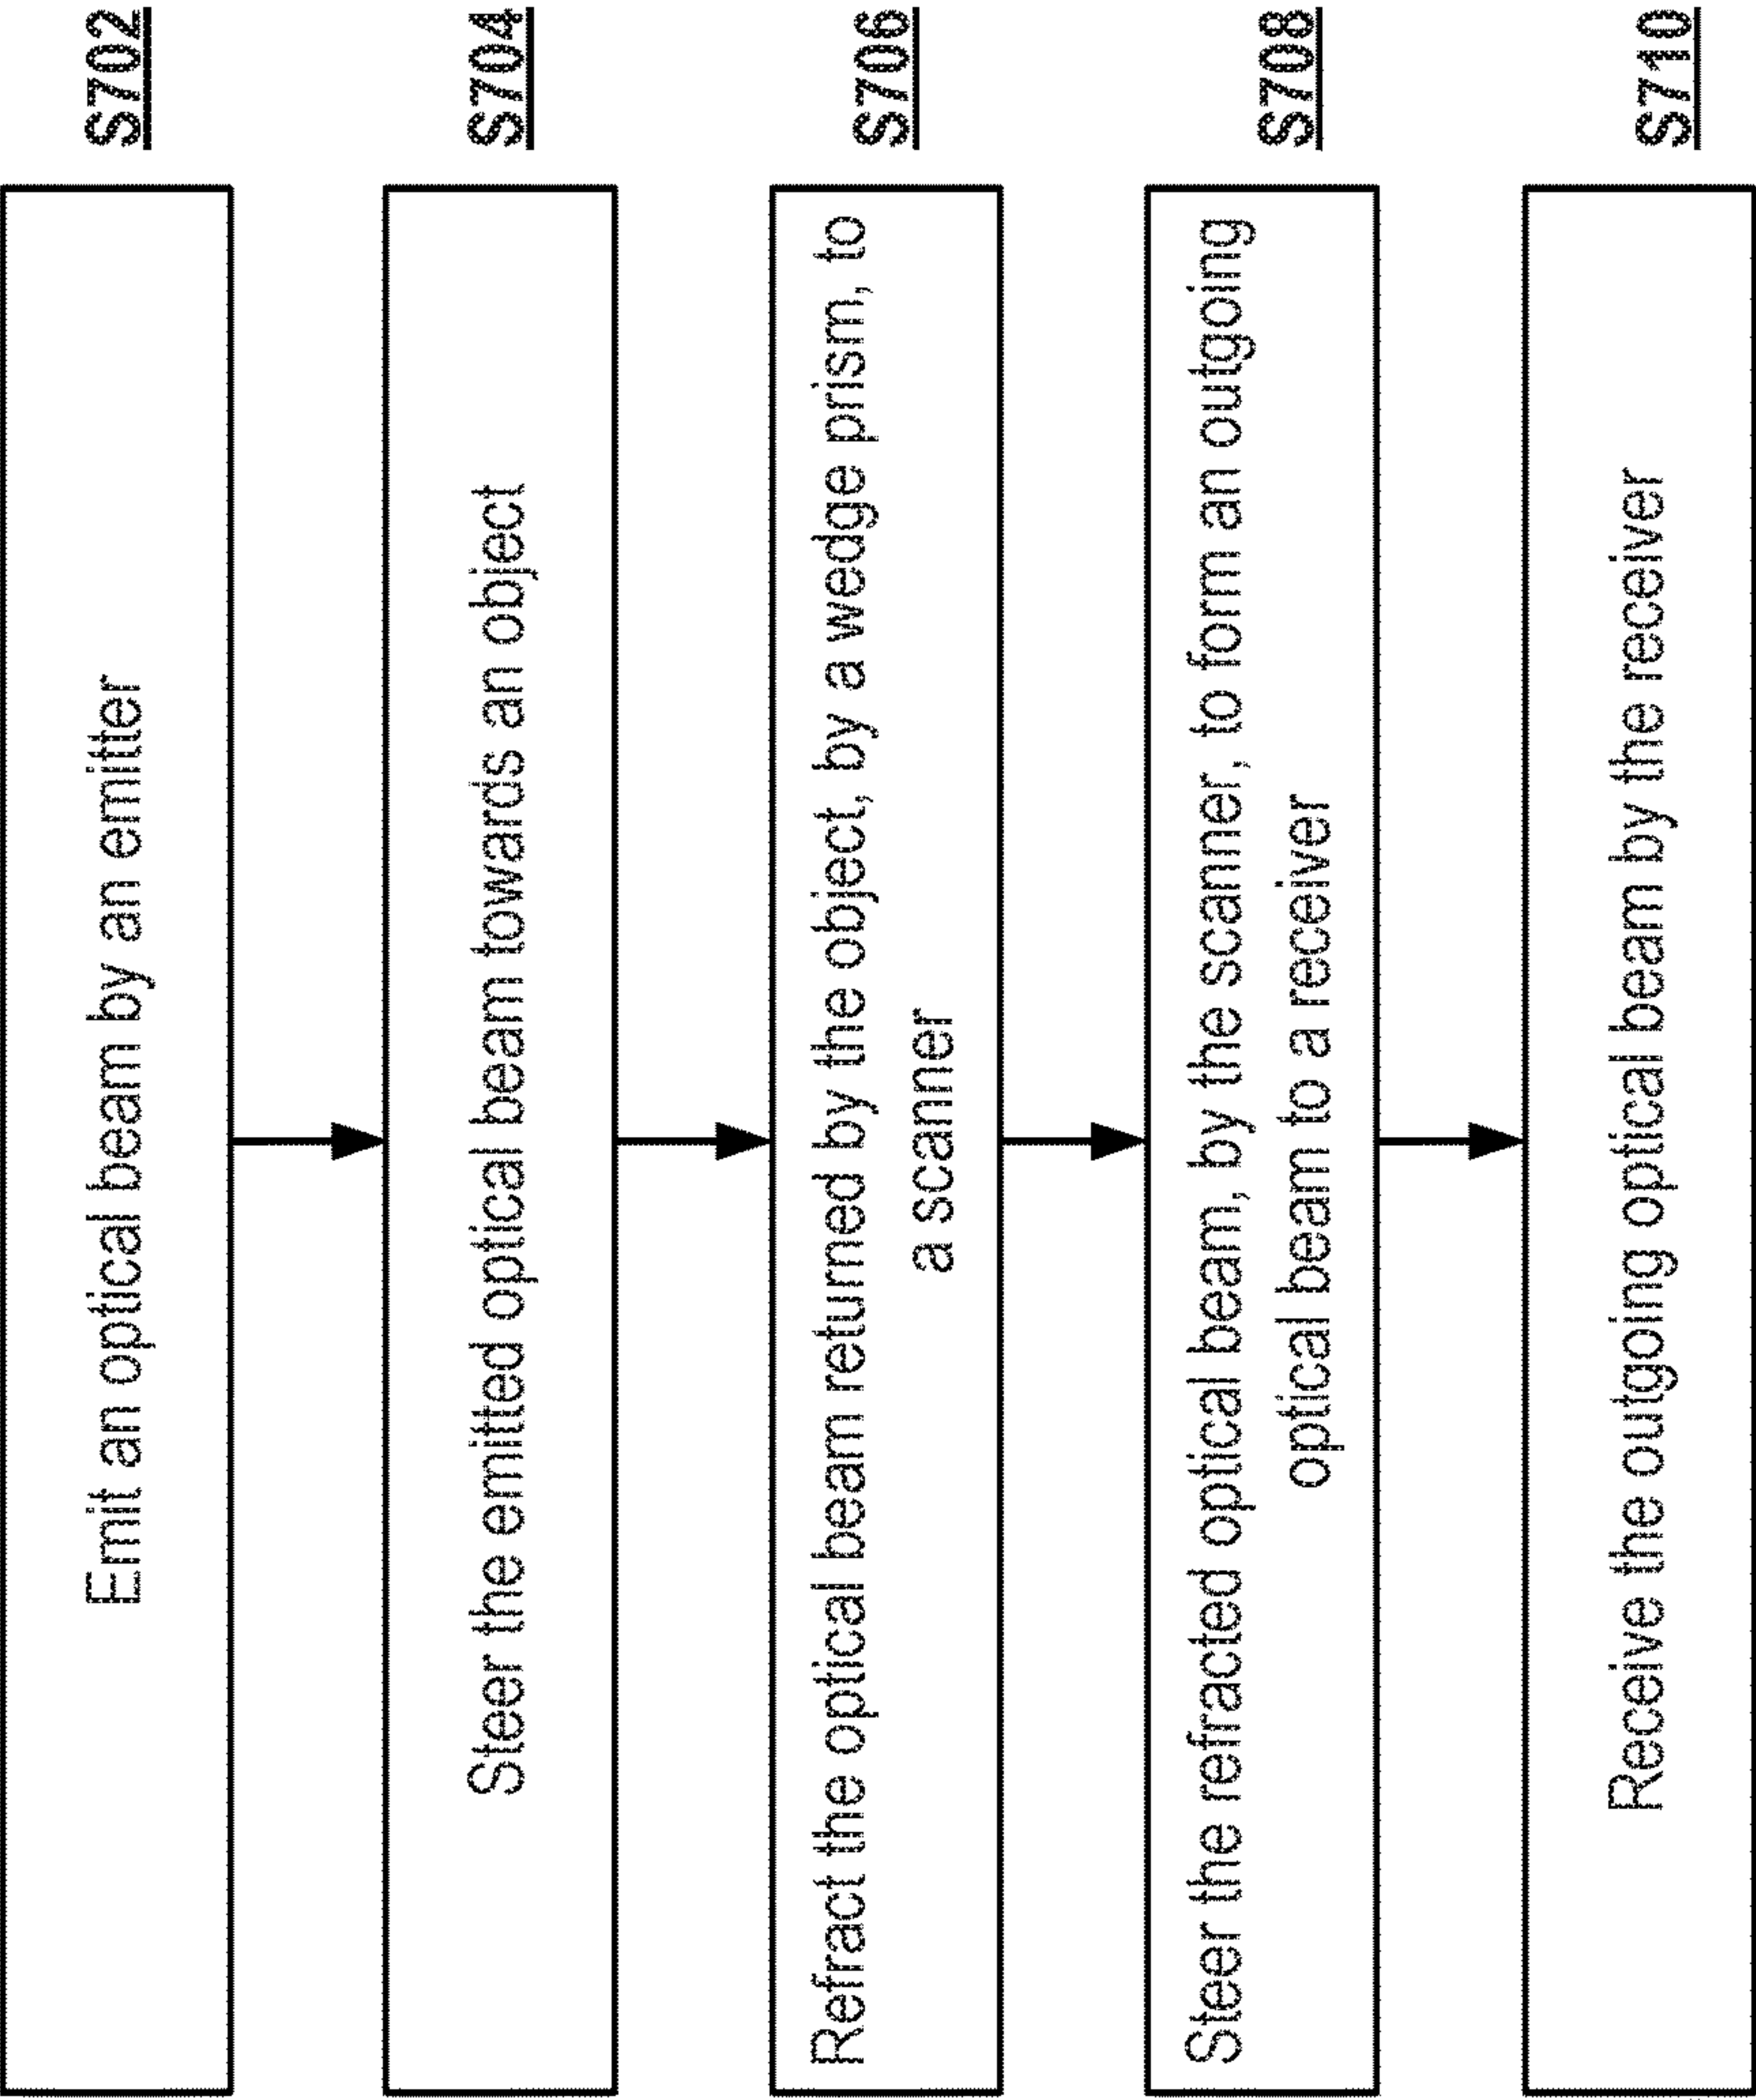 Emit an optical beam by an emitter
S702
Steer the emitted optical beam towards an object
S704
Refract the optical beam returned by the object, by a wedge prism, to
a scanner
S706
Steer the refracted optical beam, by the scanner, to form an outgoing
optical beam to a receiver
S708
Receive the outgoing optical beam by the receiver
S710